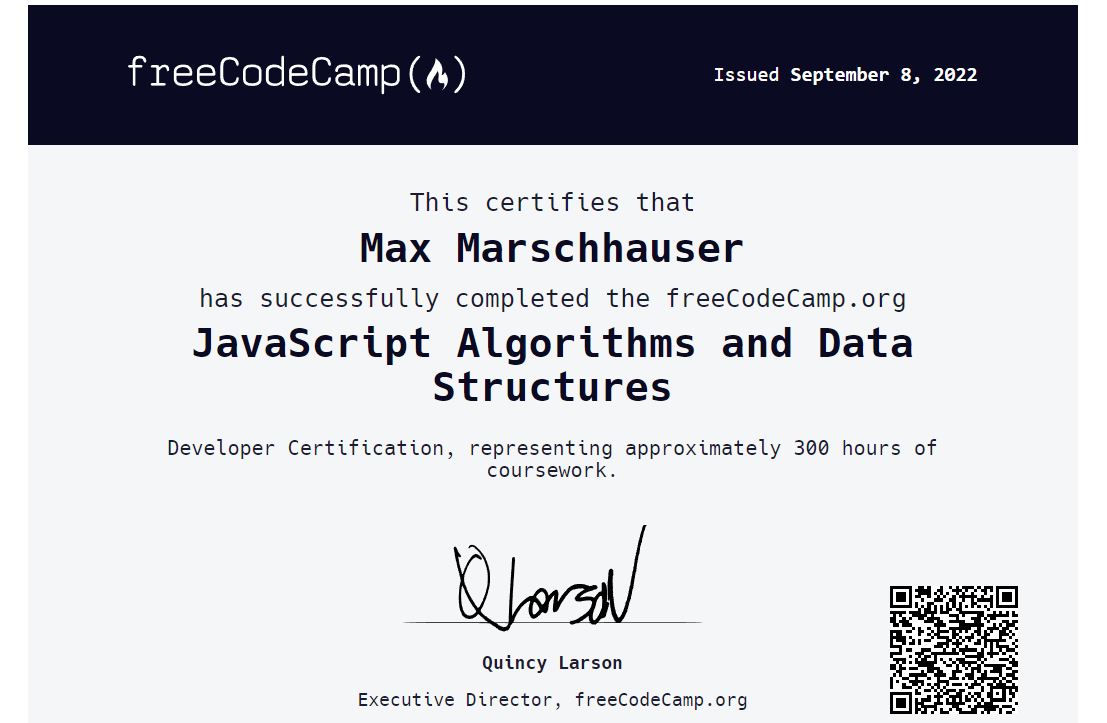 freeCodeCamp(🔥)
Issued September 8, 2022
This certifies that
Max Marschhauser
has successfully completed the freeCodeCamp.org
JavaScript Algorithms and Data
Structures
Developer Certification, representing approximately 300 hours of
coursework.
Q Larson
Quincy Larson
Executive Director, freeCodeCamp.org